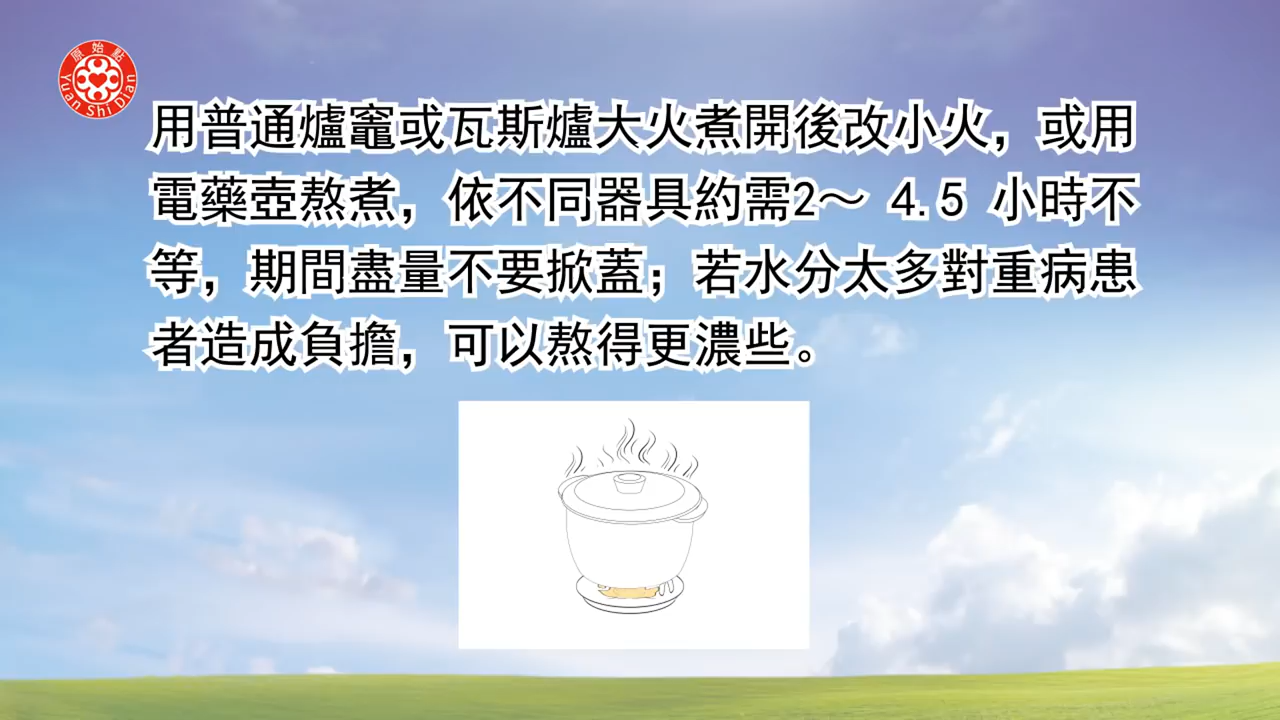 原始點
Yuan Shi Dian
用普通爐竈或瓦斯爐大火煮開後改小火，或用
電藥壺熬煮，依不同器具約需2～ 4.5 小時不
等，期間盡量不要掀蓋；若水分太多對重病患
者造成負擔，可以熬得更濃些。